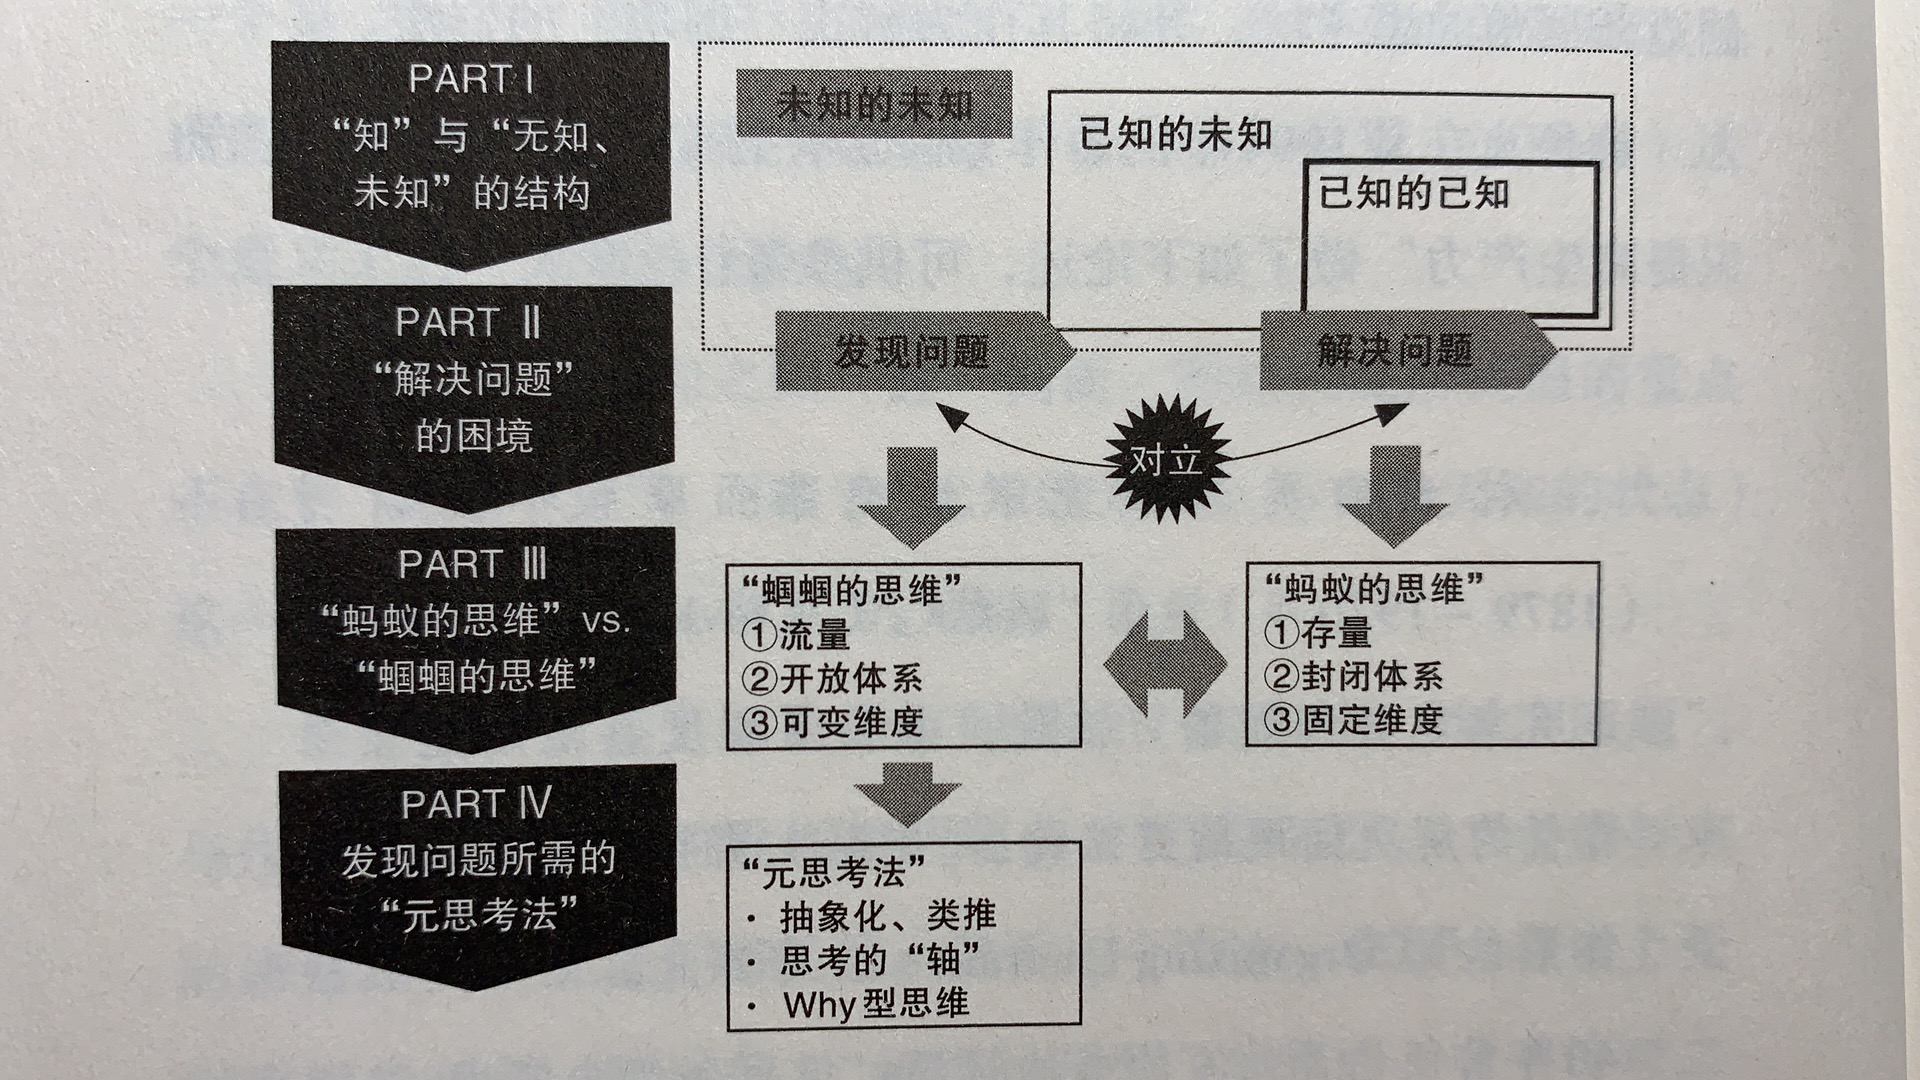 PART Ⅰ
“知”与“无知、
未知”的结构
PART Ⅱ
“解决问题”
的困境
PART Ⅲ
“蚂蚁的思维”vs.
“蝈蝈的思维”
PART Ⅳ
发现问题所需的
“元思考法”
未知的未知
已知的未知
已知的已知
发现问题
解决问题
对立
“蝈蝈的思维”
①流量
②开放体系
③可变维度
“蚂蚁的思维”
①存量
②封闭体系
③固定维度
“元思考法”
· 抽象化、类推
· 思考的“轴”
· Why型思维